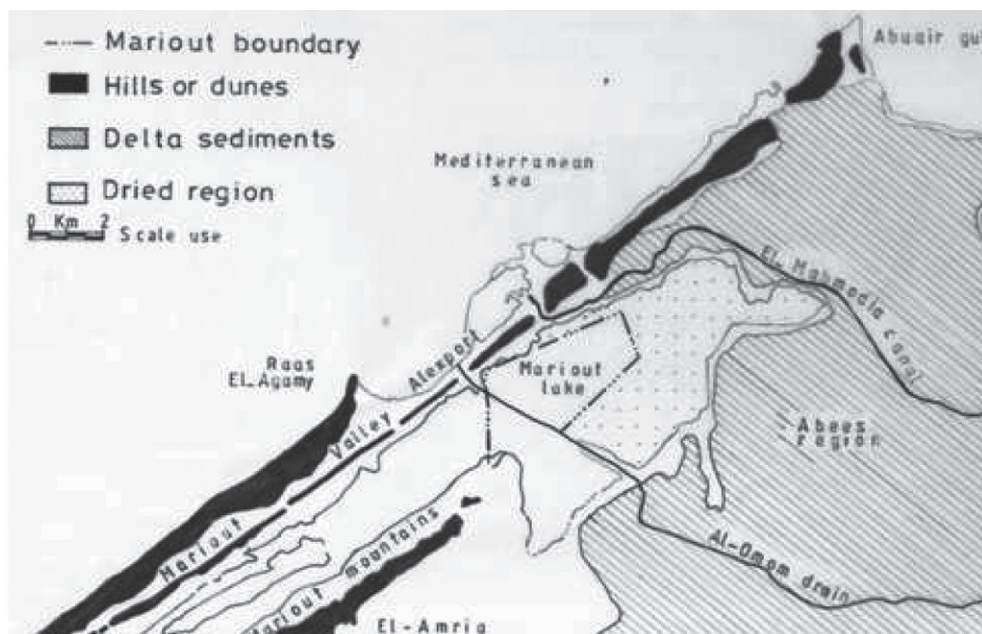 Mariout boundary
Hills or dunes
Delta sediments
Dried region
0 Km 2
Scale use
Abuqir gul
Mediterranean
sea
El-Mahmodia canal
Raas
El-Agamy
Alexport
Mariout
lake
Abees
region
Mariout Valley
Mariout mountains
Al-Omom drain
El-Amria